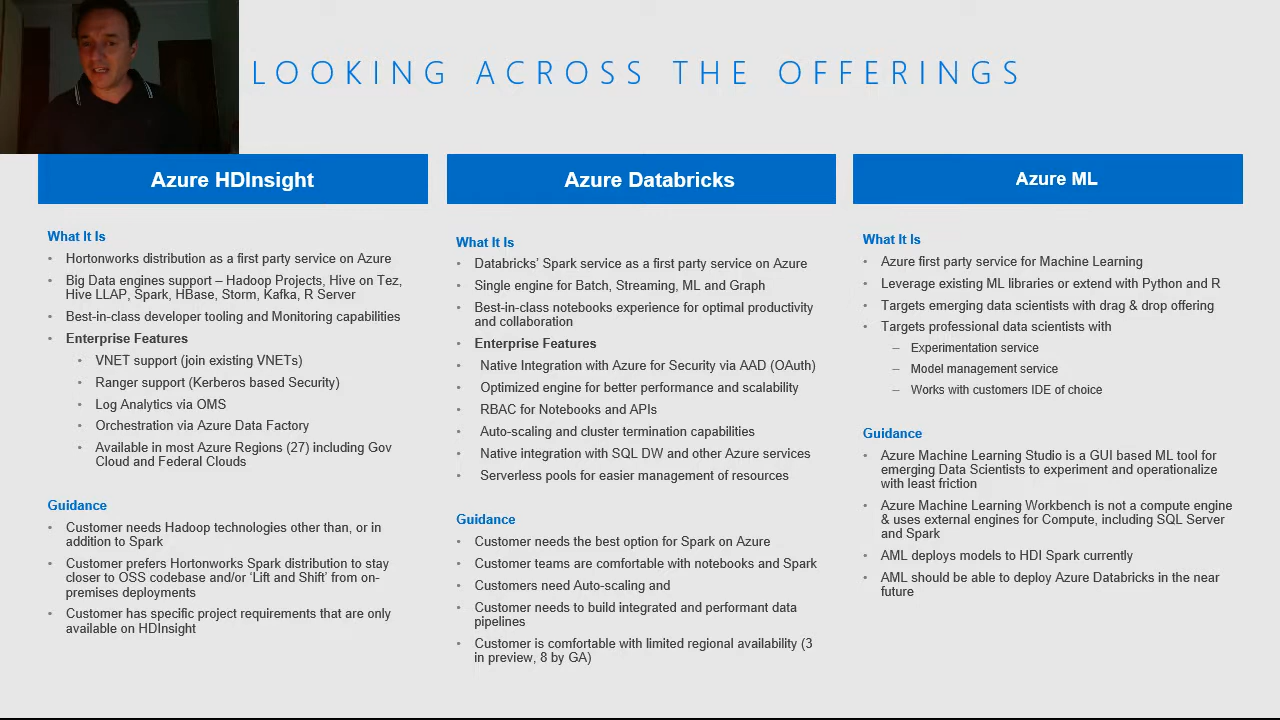 LOOKING ACROSS THE OFFERINGS
Azure HDInsight
What It Is
• Hortonworks distribution as a first party service on Azure
• Big Data engines support – Hadoop Projects, Hive on Tez,
Hive LLAP, Spark, HBase, Storm, Kafka, R Server
• Best-in-class developer tooling and Monitoring capabilities
• Enterprise Features
• VNET support (join existing VNETs)
• Ranger support (Kerberos based Security)
• Log Analytics via OMS
• Orchestration via Azure Data Factory
• Available in most Azure Regions (27) including Gov
Cloud and Federal Clouds
Guidance
• Customer needs Hadoop technologies other than, or in
addition to Spark
• Customer prefers Hortonworks Spark distribution to stay
closer to OSS codebase and/or 'Lift and Shift' from on-
premises deployments
• Customer has specific project requirements that are only
available on HDInsight
Azure Databricks
What It Is
• Databricks' Spark service as a first party service on Azure
• Single engine for Batch, Streaming, ML and Graph
• Best-in-class notebooks experience for optimal productivity
and collaboration
• Enterprise Features
• Native Integration with Azure for Security via AAD (OAuth)
• Optimized engine for better performance and scalability
• RBAC for Notebooks and APIs
• Auto-scaling and cluster termination capabilities
• Native integration with SQL DW and other Azure services
• Serverless pools for easier management of resources
Guidance
• Customer needs the best option for Spark on Azure
• Customer teams are comfortable with notebooks and Spark
• Customers need Auto-scaling and
• Customer needs to build integrated and performant data
pipelines
• Customer is comfortable with limited regional availability (3
in preview, 8 by GA)
Azure ML
What It Is
• Azure first party service for Machine Learning
• Leverage existing ML libraries or extend with Python and R
• Targets emerging data scientists with drag & drop offering
• Targets professional data scientists with
– Experimentation service
– Model management service
– Works with customers IDE of choice
Guidance
• Azure Machine Learning Studio is a GUI based ML tool for
emerging Data Scientists to experiment and operationalize
with least friction
• Azure Machine Learning Workbench is not a compute engine
& uses external engines for Compute, including SQL Server
and Spark
• AML deploys models to HDI Spark currently
• AML should be able to deploy Azure Databricks in the near
future